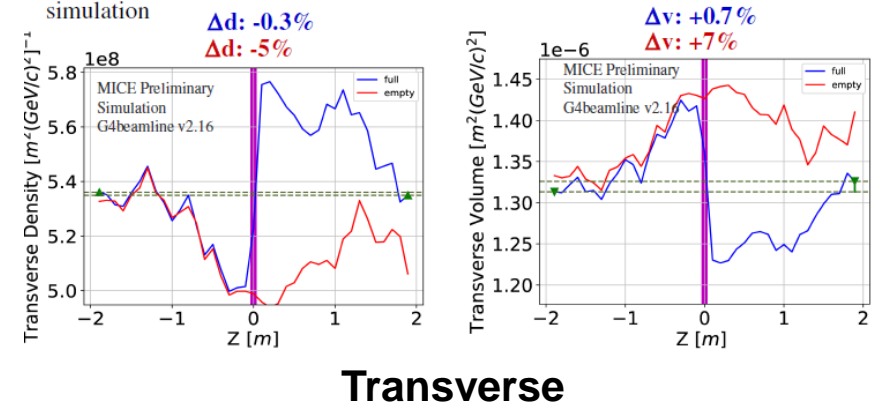 simulation
Δd: -0.3%
Δd: -5%
1e8
5.8
5.6
5.4
5.2
5.0
Transverse Density [m²(GeV/c)²]⁻¹
MICE Preliminary
Simulation
G4beamline v2.16
full
empty
−2 −1 0 1 2
Z [m]
Δv: +0.7%
Δv: +7%
1e−6
1.45
1.40
1.35
1.30
1.25
1.20
Transverse Volume [m²(GeV/c)²]
MICE Preliminary
Simulation
G4beamline v2.16
full
empty
−2 −1 0 1 2
Z [m]
Transverse